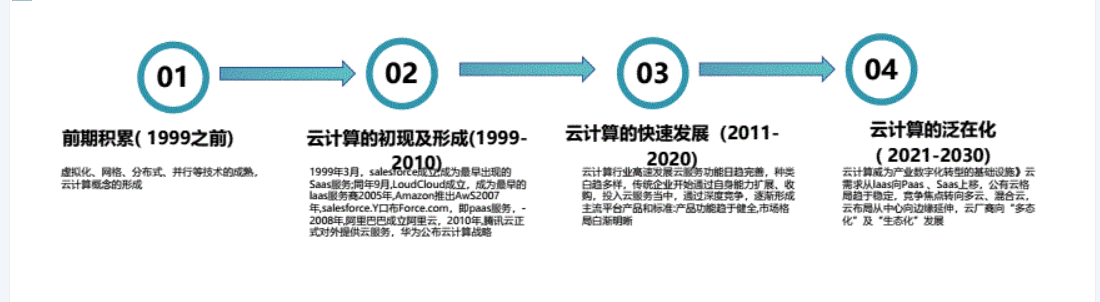 01
02
03
04
前期积累( 1999之前)
虚拟化、网格、分布式、并行等技术的成熟,
云计算概念的形成
云计算的初现及形成(1999-
2010)
1999年3月，salesforce成立,成为最早出现的
Saas服务;同年9月,LoudCloud成立，成为最早的
laas服务赛2005年,Amazon推出AwS2007
年,salesforce.Y口布Force.com，即paas服务，-
2008年,阿里巴巴成立阿里云，2010年,腾讯云正
式对外提供云服务，华为公布云计算战略
云计算的快速发展（2011-
2020)
云计算行业高速发展云服务功能日趋完善，种类
白趋多样，传统企业开始通过自身能力扩展、收
购，投入云服务当中，通过深度竞争，逐渐形成
主流平台产品和标准:产品功能趋于健全,市场格
局白渐明晰
云计算的泛在化
( 2021-2030)
云计算威为产业数字化转型的基础设施》云
需求从laas向Paas 、Saas上移，公有云格
局趋于稳定，竞争焦点转向多云、混合云，
云布局从中心向边缘延伸，云厂商向“多态
化”及“生态化”发展